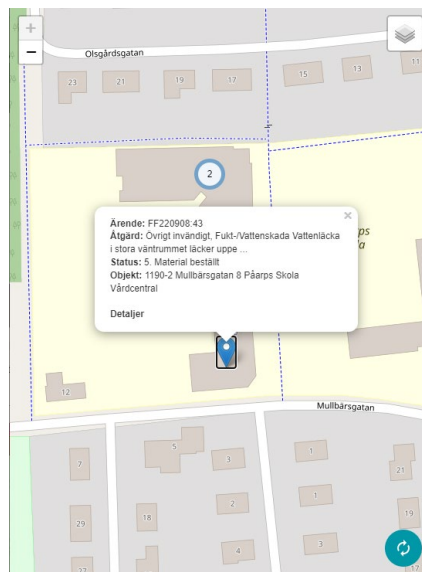 +
−
Olsgårdsgatan
23
21
19
17
15
13
11
2
×
Ärende: FF220908:43
Åtgärd: Övrigt invändigt, Fukt-/Vattenskada Vattenläcka
i stora väntrummet läcker uppe ...
Status: 5. Material beställt
Objekt: 1190-2 Mullbärsgatan 8 Påarps Skola
Vårdcentral
Detaljer
12
Mullbärsgatan
7
5
3
1
21
29
18
2
1
19
4
3
17